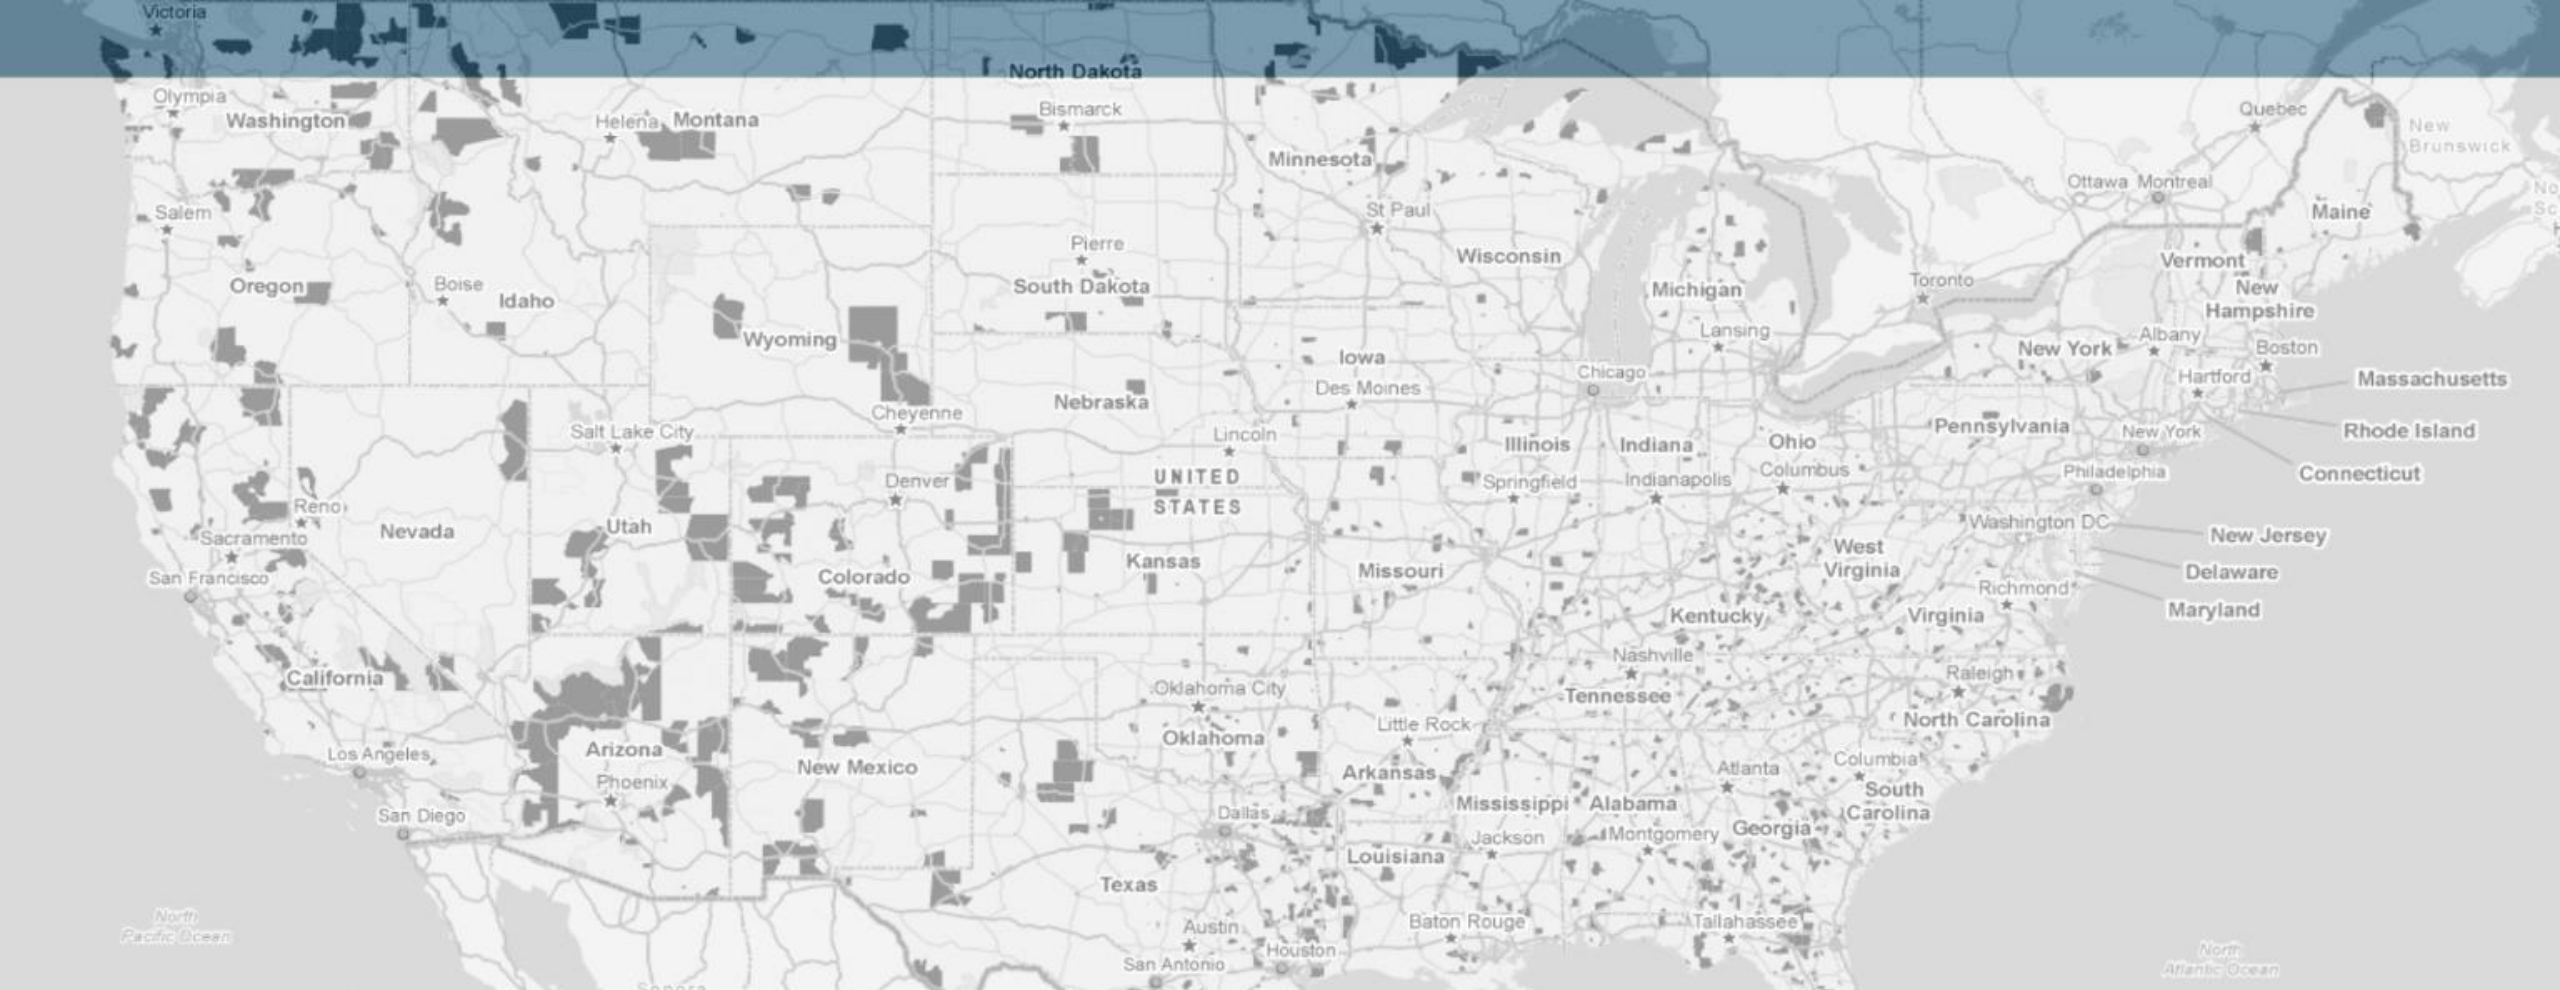 Victoria
North Dakota
Olympia
Washington
Helena
Montana
Bismarck
Quebec
New
Brunswick
Minnesota
Ottawa
Montreal
Salem
St Paul
Maine
Pierre
Wisconsin
Vermont
Oregon
Boise
Idaho
South Dakota
Michigan
Toronto
New
Hampshire
Wyoming
Lansing
Iowa
New York
Albany
Boston
Chicago
Hartford
Massachusetts
Des Moines
Nebraska
Cheyenne
Salt Lake City
Lincoln
Illinois
Indiana
Ohio
Pennsylvania
New York
Rhode Island
Denver
UNITED
STATES
Springfield
Indianapolis
Columbus
Philadelphia
Connecticut
Reno
Nevada
Utah
Sacramento
Washington DC
New Jersey
San Francisco
Colorado
Kansas
Missouri
West
Virginia
Delaware
Richmond
Maryland
Kentucky
Virginia
California
Nashville
Raleigh
Oklahoma City
Tennessee
North Carolina
Little Rock
Oklahoma
Los Angeles
Arizona
New Mexico
Arkansas
Atlanta
Columbia
Phoenix
South
Carolina
San Diego
Dallas
Mississippi
Alabama
Jackson
Montgomery
Georgia
Louisiana
Texas
North
Pacific Ocean
Austin
Baton Rouge
Tallahassee
Houston
San Antonio
North
Atlantic Ocean